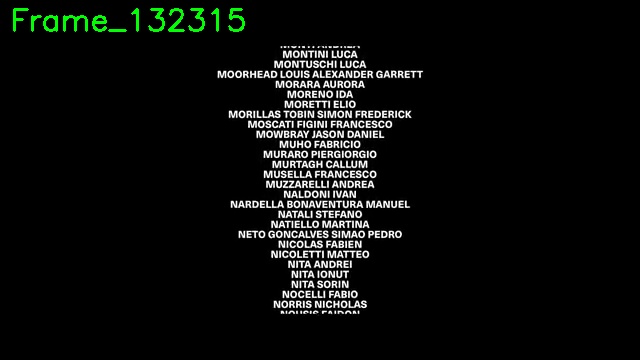 Frame_132315
MONTI ANDREA
MONTINI LUCA
MONTUSCHI LUCA
MOORHEAD LOUIS ALEXANDER GARRETT
MORARA AURORA
MORENO IDA
MORETTI ELIO
MORILLAS TOBIN SIMON FREDERICK
MOSCATI FIGINI FRANCESCO
MOWBRAY JASON DANIEL
MUHO FABRICIO
MURARO PIERGIORGIO
MURTAGH CALLUM
MUSELLA FRANCESCO
MUZZARELLI ANDREA
NALDONI IVAN
NARDELLA BONAVENTURA MANUEL
NATALI STEFANO
NATIELLO MARTINA
NETO GONCALVES SIMAO PEDRO
NICOLAS FABIEN
NICOLETTI MATTEO
NITA ANDREI
NITA IONUT
NITA SORIN
NOCELLI FABIO
NORRIS NICHOLAS